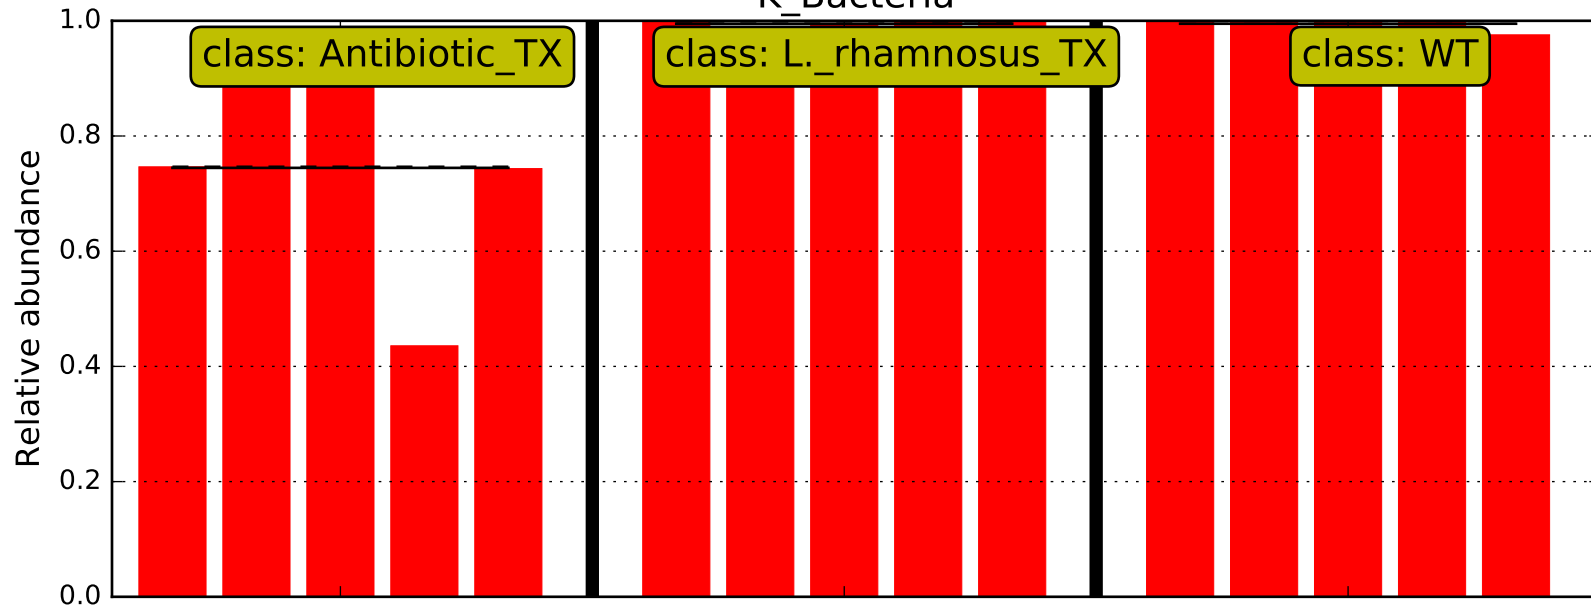 K_Bacteria
1.0
class: Antibiotic_TX
class: L._rhamnosus_TX
class: WT
0.8
0.6
0.4
0.2
0.0
Relative abundance